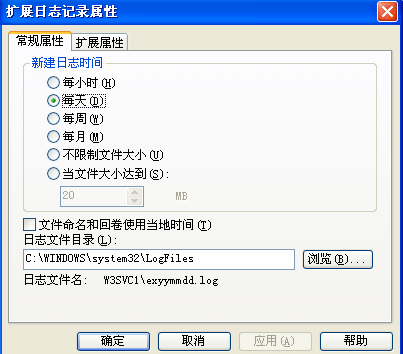 扩展日志记录属性
常规属性 扩展属性
新建日志时间
每小时(H)
每天(D)
每周(W)
每月(M)
不限制文件大小(U)
当文件大小达到(S):
20 MB
文件命名和回卷使用当地时间(T)
日志文件目录(L):
C:\WINDOWS\system32\LogFiles 浏览(B)...
日志文件名: W3SVC1\exyymmdd.log
确定 取消 应用(A) 帮助